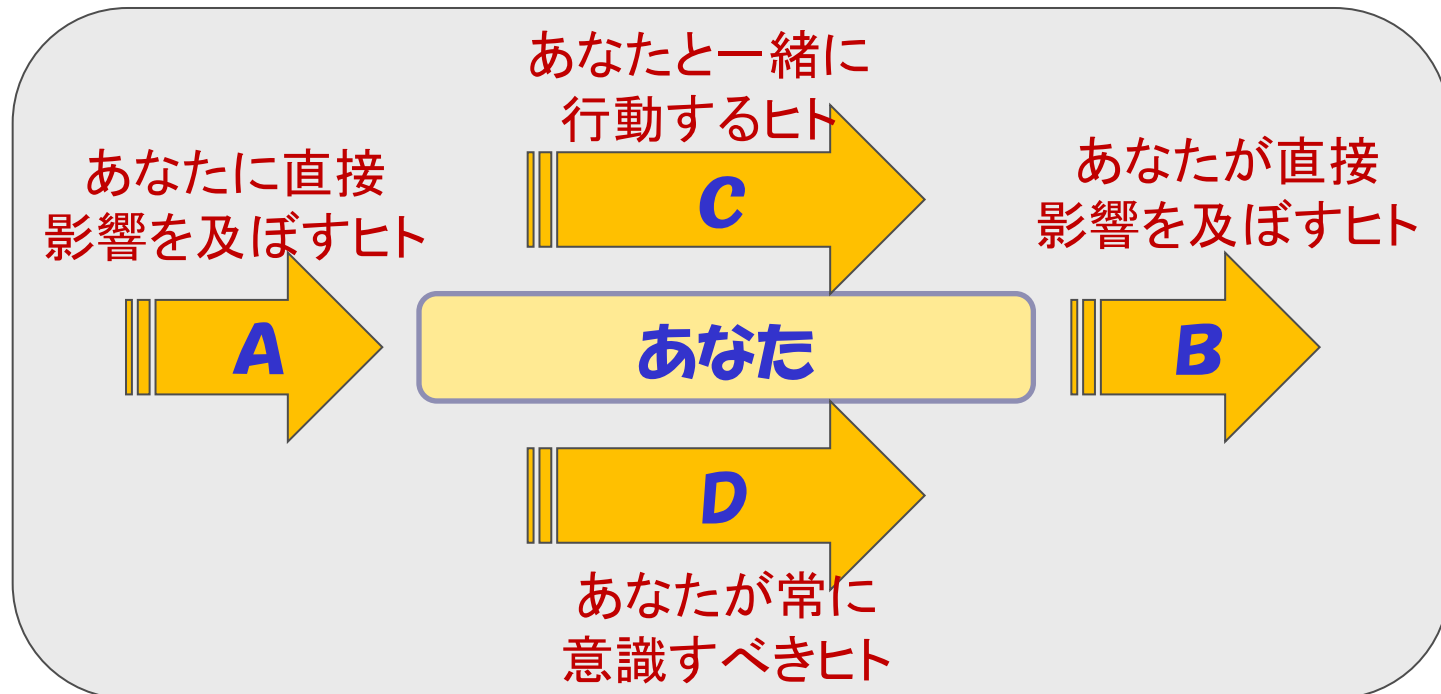 あなたと一緒に
行動するヒト
あなたに直接
影響を及ぼすヒト
あなたが直接
影響を及ぼすヒト
C
A
あなた
B
D
あなたが常に
意識すべきヒト